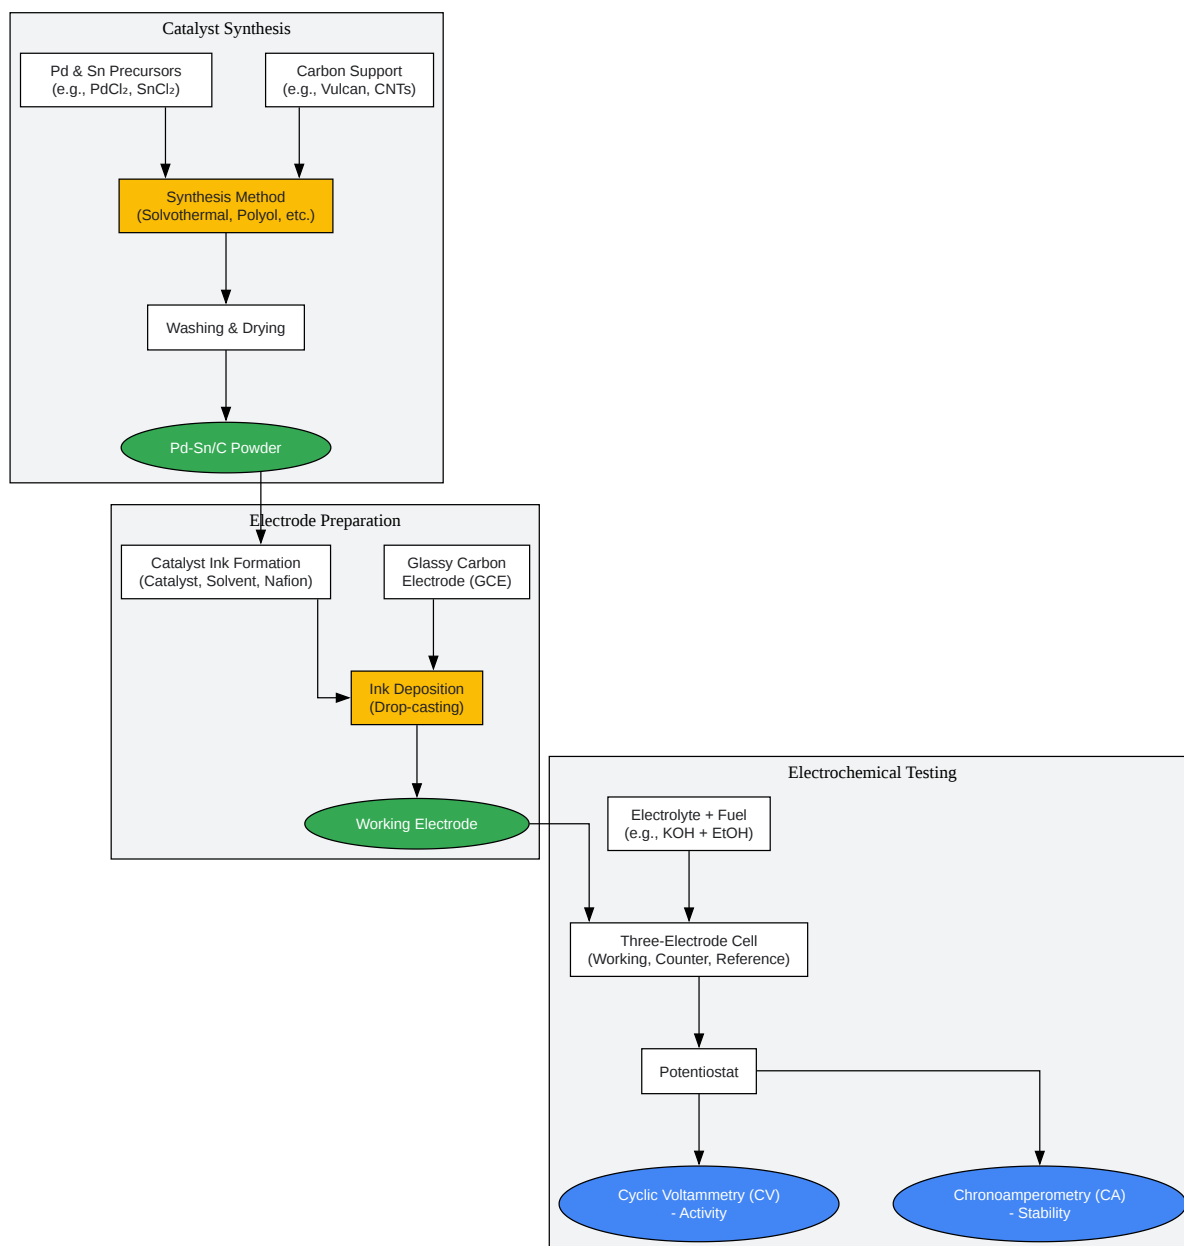 Catalyst Synthesis
Pd & Sn Precursors
(e.g., PdCl₂, SnCl₂)
Carbon Support
(e.g., Vulcan, CNTs)
Synthesis Method
(Solvothermal, Polyol, etc.)
Washing & Drying
Pd-Sn/C Powder
Electrode Preparation
Catalyst Ink Formation
(Catalyst, Solvent, Nafion)
Glassy Carbon
Electrode (GCE)
Ink Deposition
(Drop-casting)
Working Electrode
Electrochemical Testing
Electrolyte + Fuel
(e.g., KOH + EtOH)
Three-Electrode Cell
(Working, Counter, Reference)
Potentiostat
Cyclic Voltammetry (CV)
- Activity
Chronoamperometry (CA)
- Stability